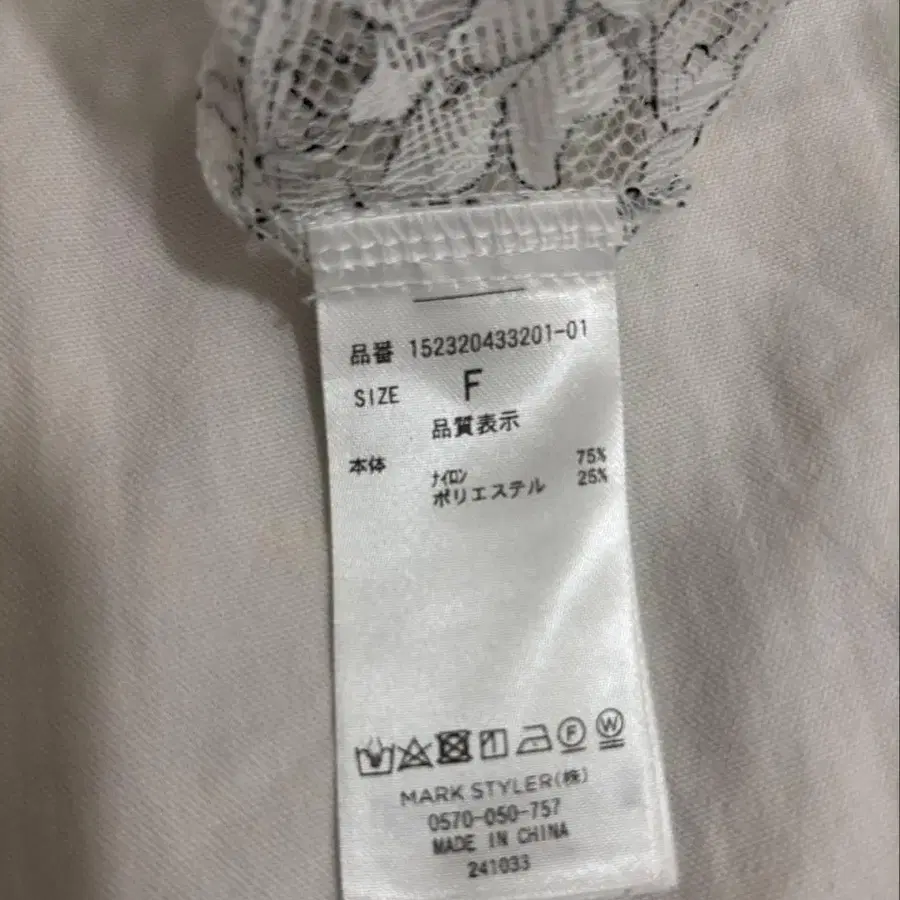 品番 152320433201-01
SIZE F
品質表示
本体 ナイロン 75%
ポリエステル 25%
F W
MARK STYLER(株)
0570-050-757
MADE IN CHINA
241033